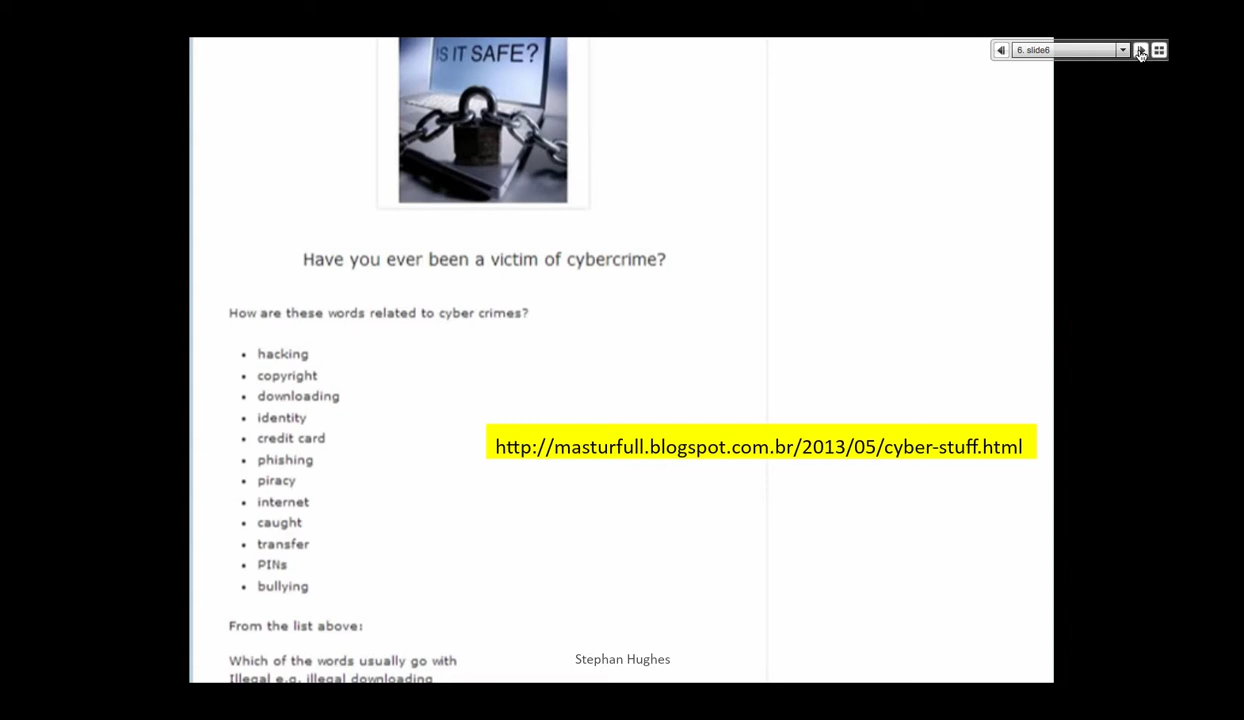 6. slide6
IS IT SAFE?
Have you ever been a victim of cybercrime?
How are these words related to cyber crimes?
• hacking
• copyright
• downloading
• identity
• credit card
• phishing
• piracy
• internet
• caught
• transfer
• PINs
• bullying
http://masturfull.blogspot.com.br/2013/05/cyber-stuff.html
From the list above:
Which of the words usually go with
Illegal e.g. illegal downloading
Stephan Hughes